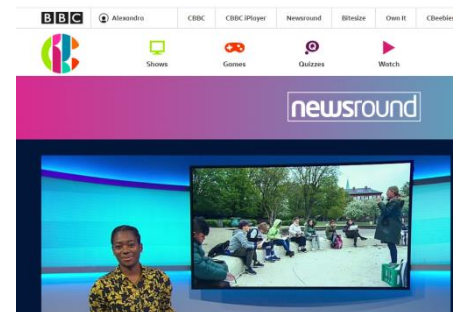 BBC Alexandra CBBC CBBC iPlayer Newsround Bitesize Own It CBeebies
Shows Games Quizzes Watch
newsround